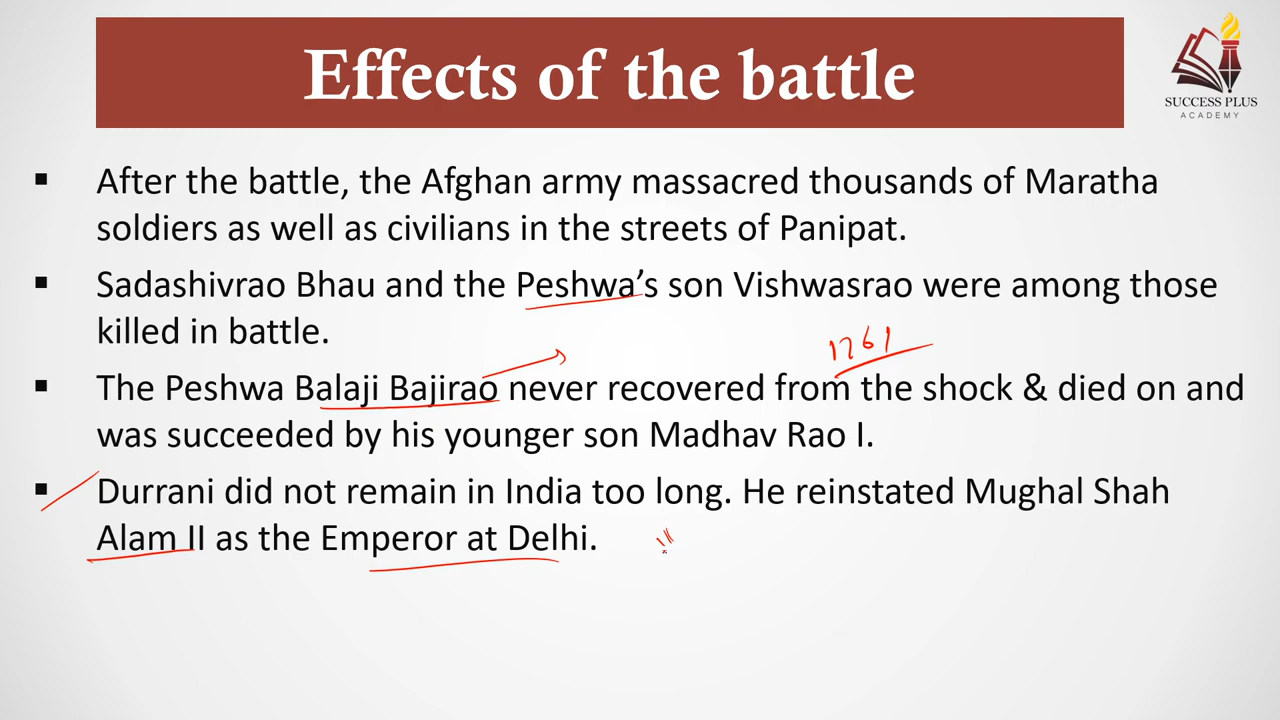 Effects of the battle
SUCCESS PLUS
ACADEMY
▪ After the battle, the Afghan army massacred thousands of Maratha
soldiers as well as civilians in the streets of Panipat.
▪ Sadashivrao Bhau and the Peshwa’s son Vishwasrao were among those
killed in battle.
1761
▪ The Peshwa Balaji Bajirao never recovered from the shock & died on and
was succeeded by his younger son Madhav Rao I.
▪ Durrani did not remain in India too long. He reinstated Mughal Shah
Alam II as the Emperor at Delhi.